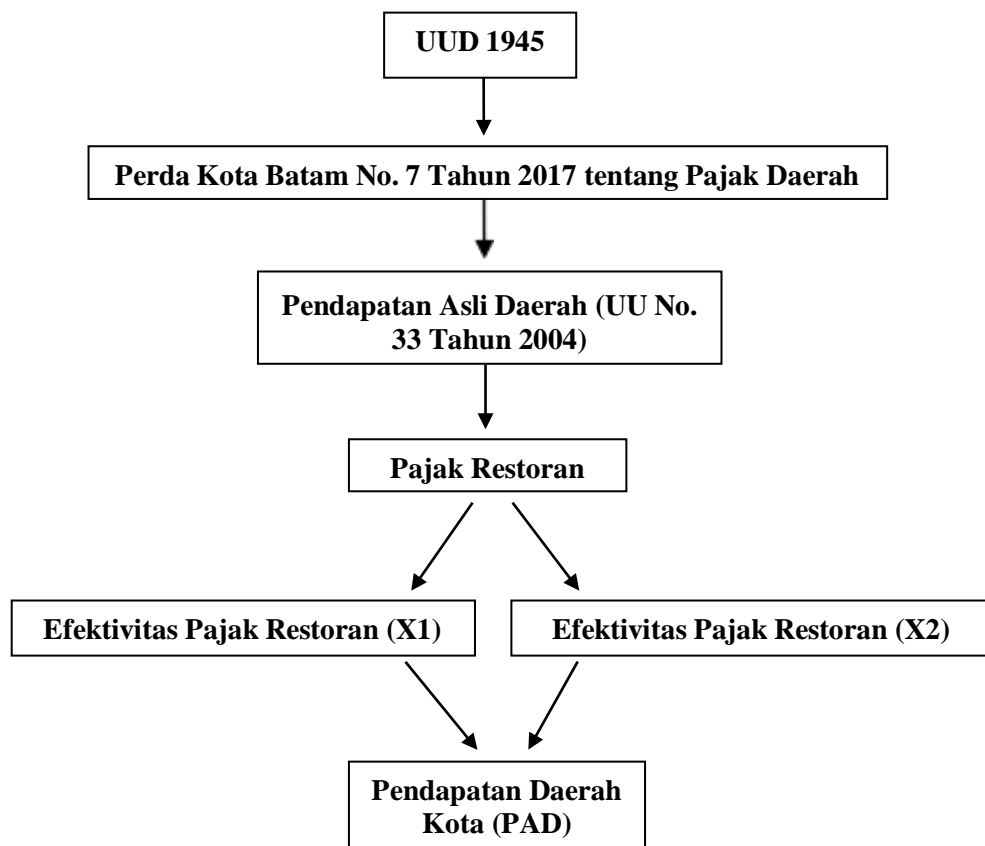 UUD 1945
Perda Kota Batam No. 7 Tahun 2017 tentang Pajak Daerah
Pendapatan Asli Daerah (UU No.
33 Tahun 2004)
Pajak Restoran
Efektivitas Pajak Restoran (X1)
Efektivitas Pajak Restoran (X2)
Pendapatan Daerah
Kota (PAD)